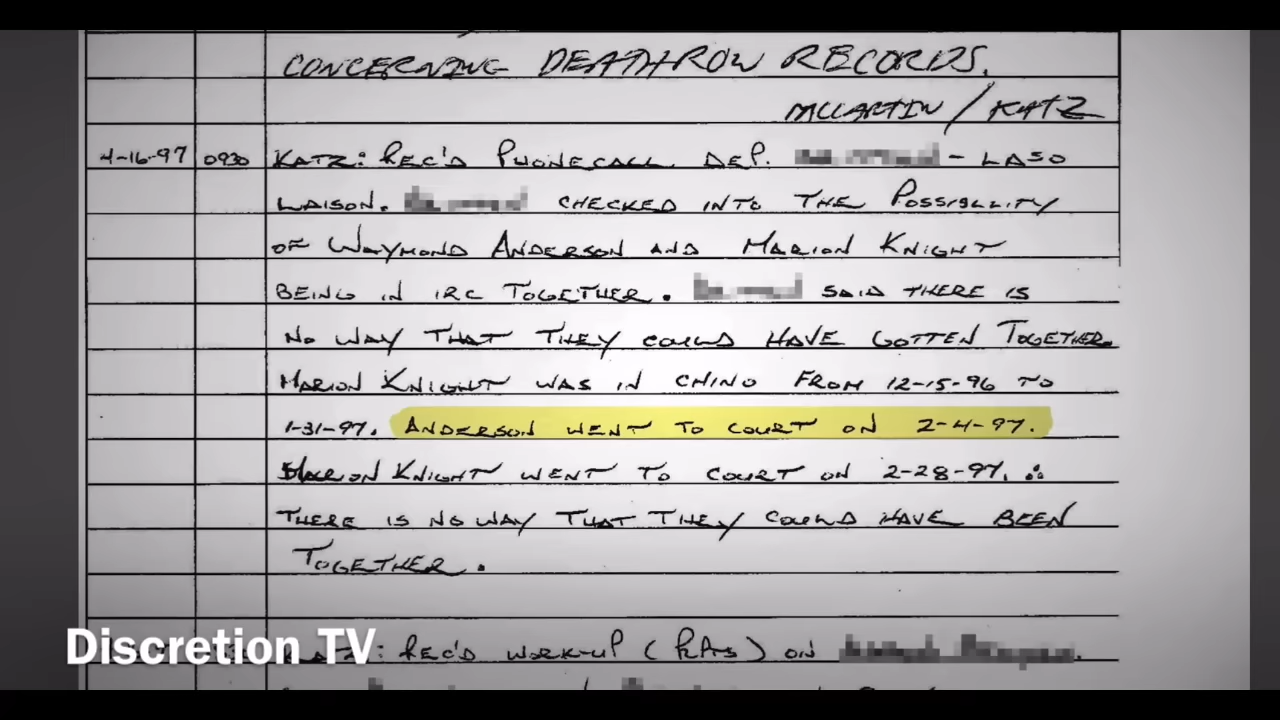 CONCERNING DEATHROW RECORDS.
MCCARTIN / KATZ
4-16-97 0930 KATZ: REC'D PHONECALL DEP. - LASO
LIAISON. CHECKED INTO THE POSSIBILITY
OF WAYMOND ANDERSON AND MARION KNIGHT
BEING IN IRC TOGETHER. SAID THERE IS
NO WAY THAT THEY COULD HAVE GOTTEN TOGETHER.
MARION KNIGHT WAS IN CHINO FROM 12-15-96 TO
1-31-97. ANDERSON WENT TO COURT ON 2-4-97.
MARION KNIGHT WENT TO COURT ON 2-28-97. ∴
THERE IS NO WAY THAT THEY COULD HAVE BEEN
TOGETHER.
KATZ: REC'D WORK-UP (RAS) ON
Discretion TV